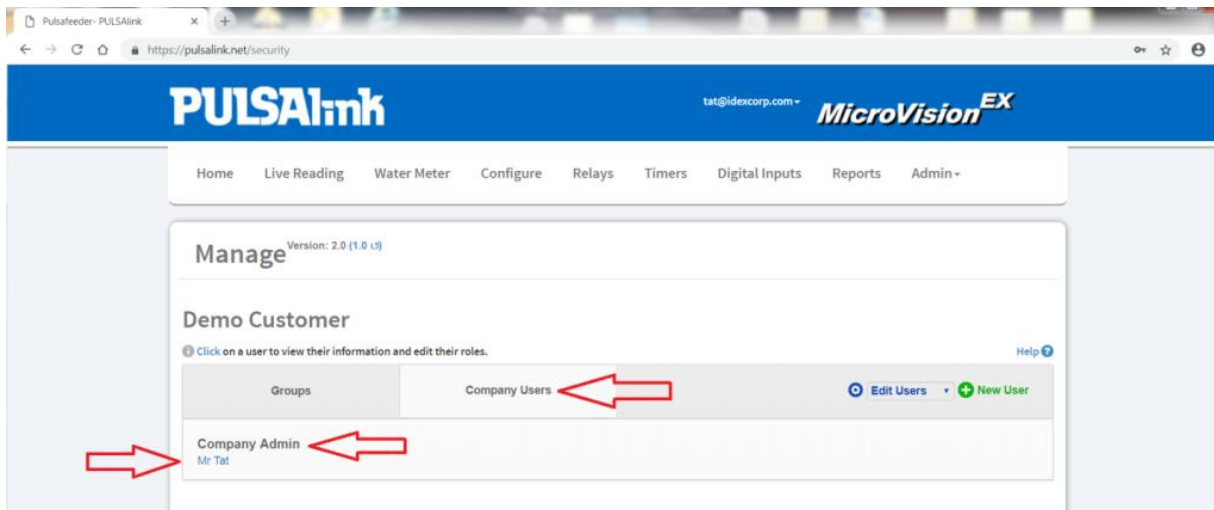 Pulsafeeder- PULSAlink
https://pulsalink.net/security
PULSAlink
tat@idexcorp.com
MicroVision EX
Home Live Reading Water Meter Configure Relays Timers Digital Inputs Reports Admin
Manage Version: 2.0 (1.0 ↺)
Demo Customer
Click on a user to view their information and edit their roles. Help
Groups Company Users Edit Users New User
Company Admin
Mr Tat